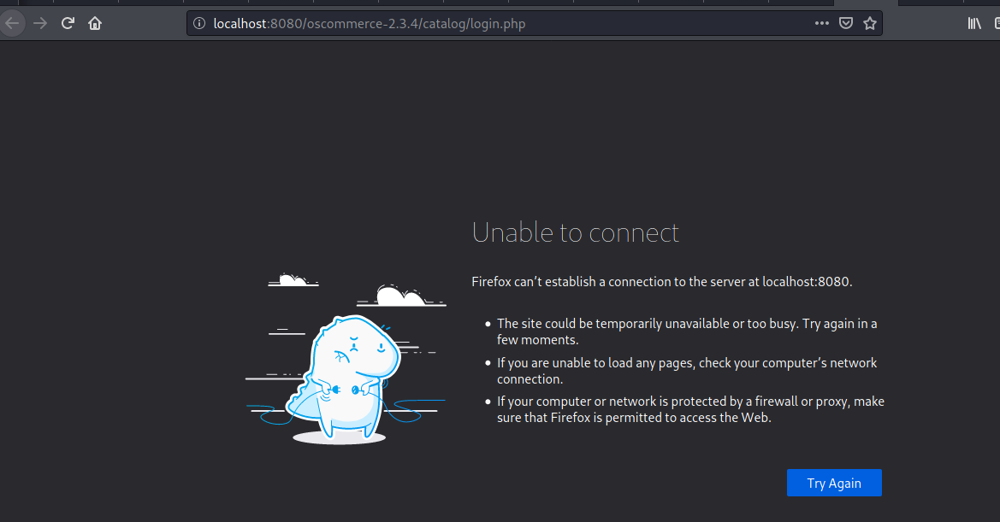 localhost:8080/oscommerce-2.3.4/catalog/login.php
Unable to connect
Firefox can’t establish a connection to the server at localhost:8080.
The site could be temporarily unavailable or too busy. Try again in a
few moments.
If you are unable to load any pages, check your computer’s network
connection.
If your computer or network is protected by a firewall or proxy, make
sure that Firefox is permitted to access the Web.
Try Again